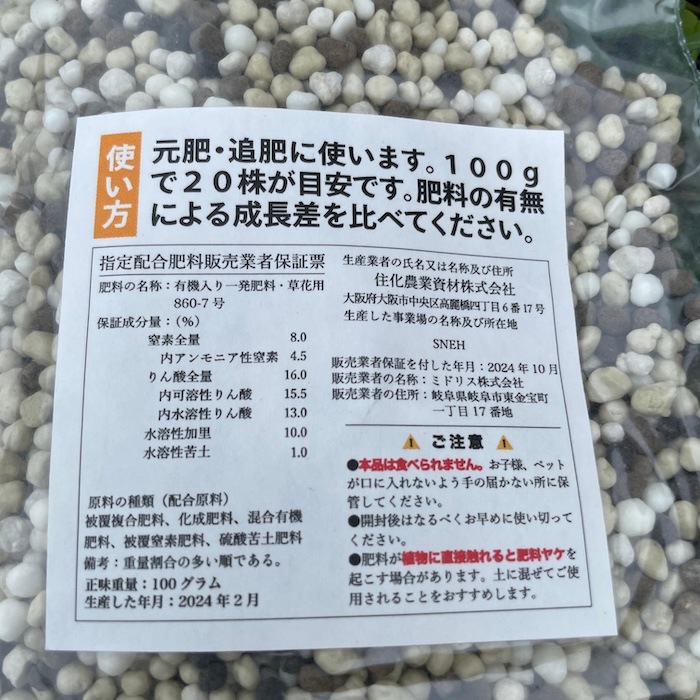 使い方
元肥・追肥に使います。１００ｇ
で２０株が目安です。肥料の有無
による成長差を比べてください。
指定配合肥料販売業者保証票
肥料の名称：有機入り一発肥料・草花用
860-7 号
保証成分量：（%）
窒素全量 8.0
内アンモニア性窒素 4.5
りん酸全量 16.0
内可溶性りん酸 15.5
内水溶性りん酸 13.0
水溶性加里 10.0
水溶性苦土 1.0
原料の種類（配合原料）
被覆複合肥料、化成肥料、混合有機
肥料、被覆窒素肥料、硫酸苦土肥料
備考：重量割合の多い順である。
正味重量：100 グラム
生産した年月：2024 年 2 月
生産業者の氏名又は名称及び住所
住化農業資材株式会社
大阪府大阪市中央区高麗橋四丁目 6 番 17 号
生産した事業場の名称及び所在地
SNEH
販売業者保証を付した年月：2024 年 10 月
販売業者の名称：ミドリス株式会社
販売業者の住所：岐阜県岐阜市東金宝町
一丁目 17 番地
ご注意
●本品は食べられません。お子様、ペット
が口に入れないよう手の届かない所に保
管してください。
●開封後はなるべくお早めに使い切って
ください。
●肥料が植物に直接触れると肥料ヤケを
起こす場合があります。土に混ぜてご使
用されることをおすすめします。